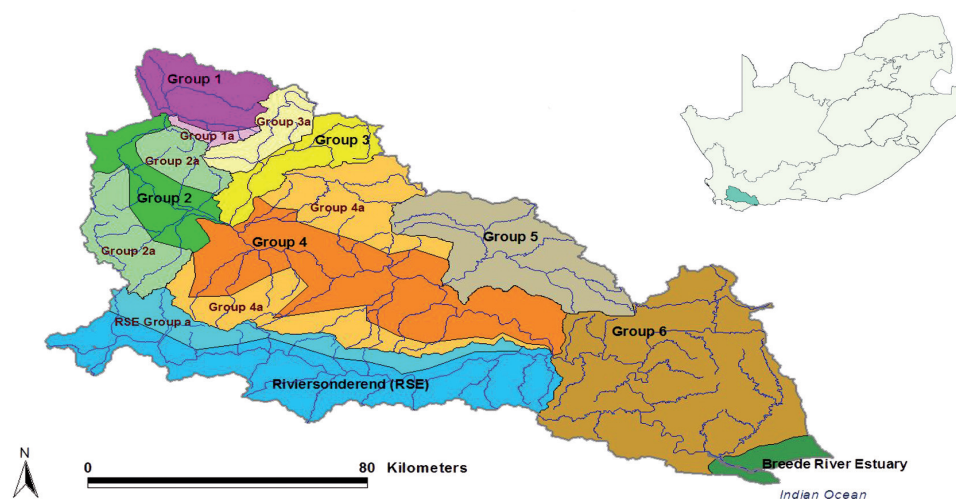 Group 1
Group 1a
Group 3a
Group 3
Group 2a
Group 2
Group 4a
Group 5
Group 4
Group 2a
Group 4a
RSE Group a
Group 6
Riviersonderend (RSE)
N
0
80 Kilometers
Breede River Estuary
Indian Ocean